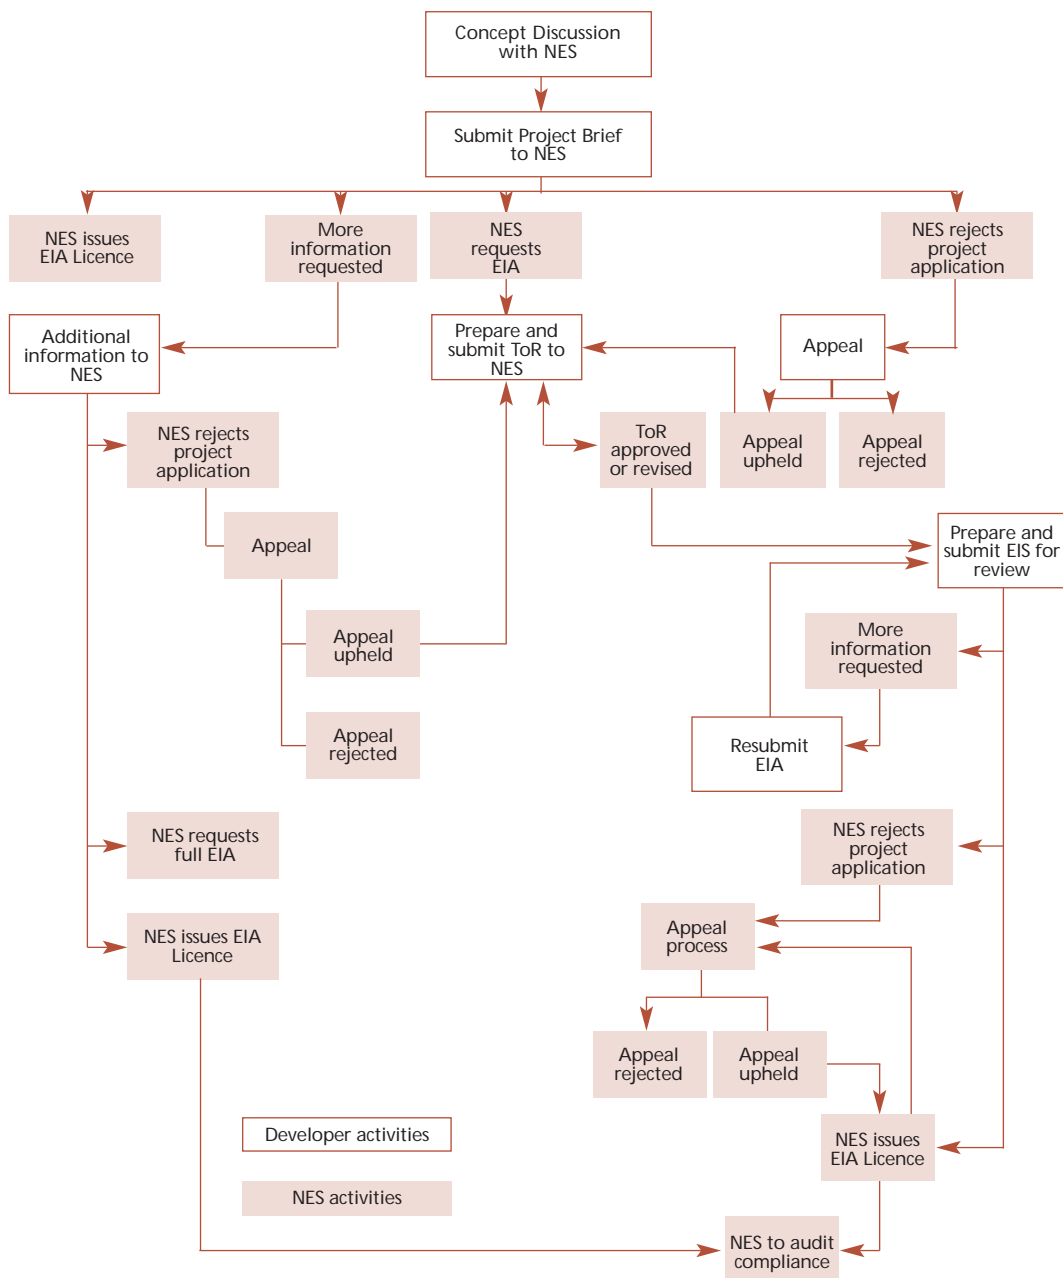 Concept Discussion
with NES
Submit Project Brief
to NES
NES issues
EIA Licence
More
information
requested
NES
requests
EIA
NES rejects
project
application
Additional
information to
NES
Prepare and
submit ToR to
NES
Appeal
NES rejects
project
application
ToR
approved
or revised
Appeal
upheld
Appeal
rejected
Appeal
Prepare and
submit EIS for
review
Appeal
upheld
More
information
requested
Appeal
rejected
Resubmit
EIA
NES requests
full EIA
NES rejects
project
application
NES issues EIA
Licence
Appeal
process
Appeal
rejected
Appeal
upheld
Developer activities
NES issues
EIA Licence
NES activities
NES to audit
compliance